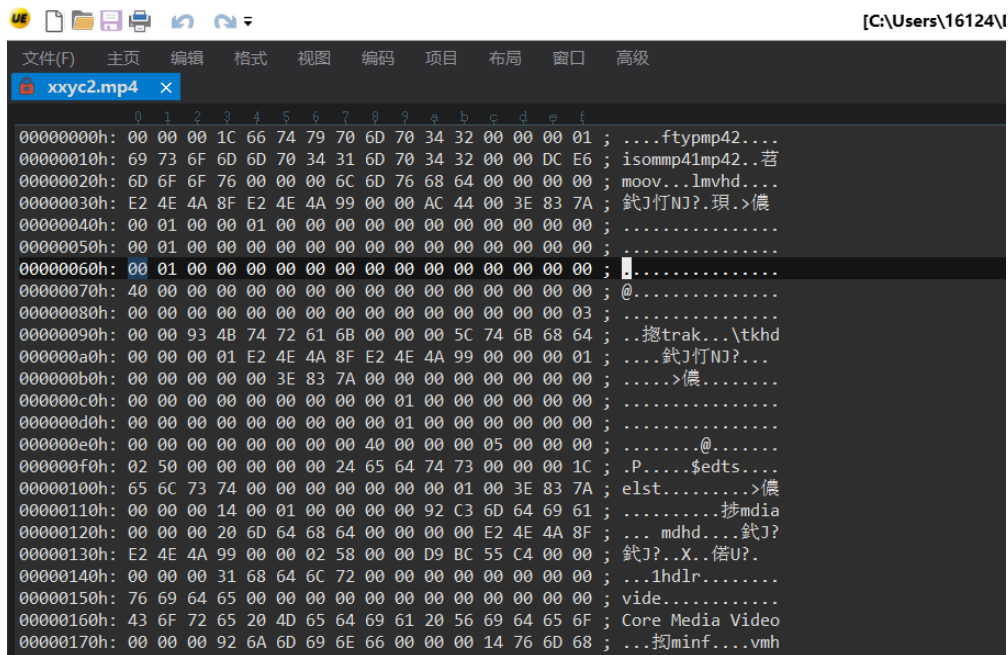 UE
[C:\Users\16124\
文件(F) 主页 编辑 格式 视图 编码 项目 布局 窗口 高级
xxyc2.mp4 ×
0 1 2 3 4 5 6 7 8 9 a b c d e f
00000000h: 00 00 00 1C 66 74 79 70 6D 70 34 32 00 00 00 01 ; ....ftypmp42....
00000010h: 69 73 6F 6D 6D 70 34 31 6D 70 34 32 00 00 DC E6 ; isommp41mp42..苕
00000020h: 6D 6F 6F 76 00 00 00 6C 6D 76 68 64 00 00 00 00 ; moov...lmvhd....
00000030h: E2 4E 4A 8F E2 4E 4A 99 00 00 AC 44 00 3E 83 7A ; 釴J忊NJ?.珼.>儂
00000040h: 00 01 00 00 01 00 00 00 00 00 00 00 00 00 00 00 ; ................
00000050h: 00 01 00 00 00 00 00 00 00 00 00 00 00 00 00 00 ; ................
00000060h: 00 01 00 00 00 00 00 00 00 00 00 00 00 00 00 00 ; ................
00000070h: 40 00 00 00 00 00 00 00 00 00 00 00 00 00 00 00 ; @...............
00000080h: 00 00 00 00 00 00 00 00 00 00 00 00 00 00 00 03 ; ................
00000090h: 00 00 93 4B 74 72 61 6B 00 00 00 5C 74 6B 68 64 ; ..揔trak...\tkhd
000000a0h: 00 00 00 01 E2 4E 4A 8F E2 4E 4A 99 00 00 00 01 ; ....釴J忊NJ?...
000000b0h: 00 00 00 00 00 3E 83 7A 00 00 00 00 00 00 00 00 ; .....>儂........
000000c0h: 00 00 00 00 00 00 00 00 00 01 00 00 00 00 00 00 ; ................
000000d0h: 00 00 00 00 00 00 00 00 00 01 00 00 00 00 00 00 ; ................
000000e0h: 00 00 00 00 00 00 00 00 40 00 00 00 05 00 00 00 ; ........@.......
000000f0h: 02 50 00 00 00 00 00 24 65 64 74 73 00 00 00 1C ; .P.....$edts....
00000100h: 65 6C 73 74 00 00 00 00 00 00 00 01 00 3E 83 7A ; elst.........>儂
00000110h: 00 00 00 14 00 01 00 00 00 00 92 C3 6D 64 69 61 ; ..........捗mdia
00000120h: 00 00 00 20 6D 64 68 64 00 00 00 00 E2 4E 4A 8F ; ... mdhd....釴J?
00000130h: E2 4E 4A 99 00 00 02 58 00 00 D9 BC 55 C4 00 00 ; 釴J?..X..偌U?.
00000140h: 00 00 00 31 68 64 6C 72 00 00 00 00 00 00 00 00 ; ...1hdlr........
00000150h: 76 69 64 65 00 00 00 00 00 00 00 00 00 00 00 00 ; vide............
00000160h: 43 6F 72 65 20 4D 65 64 69 61 20 56 69 64 65 6F ; Core Media Video
00000170h: 00 00 00 92 6A 6D 69 6E 66 00 00 00 14 76 6D 68 ; ...抝minf....vmh